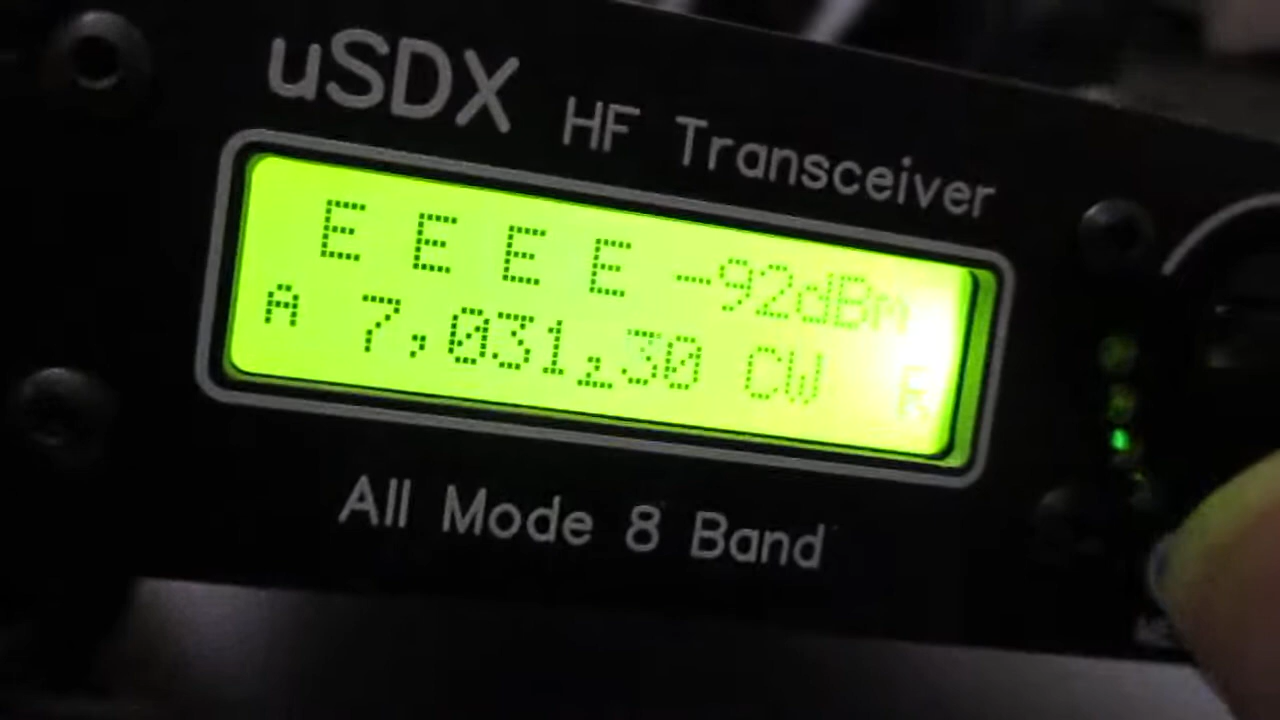 uSDX HF Transceiver
E E E E -92dBm
A 7,031,30 CW R
All Mode 8 Band